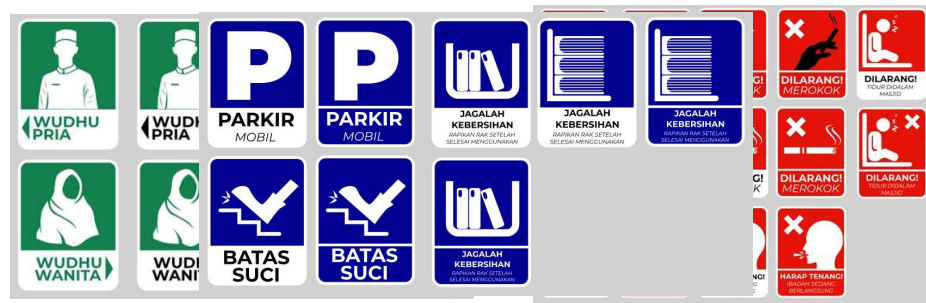 WUDHU
PRIA
WUDHU
PRIA
P
PARKIR
MOBIL
P
PARKIR
MOBIL
JAGALAH
KEBERSIHAN
RAPIKAN RAK SETELAH
SELESAI MENGGUNAKAN
JAGALAH
KEBERSIHAN
RAPIKAN RAK SETELAH
SELESAI MENGGUNAKAN
JAGALAH
KEBERSIHAN
RAPIKAN RAK SETELAH
SELESAI MENGGUNAKAN
G!
K
DILARANG!
MEROKOK
DILARANG!
TIDUR DIDALAM
MASJID
WUDHU
WANITA
WUD
WANI
BATAS
SUCI
BATAS
SUCI
JAGALAH
KEBERSIHAN
RAPIKAN RAK SETELAH
SELESAI MENGGUNAKAN
G!
K
DILARANG!
MEROKOK
DILARANG!
TIDUR DIDALAM
MASJID
NG!
G
HARAP TENANG!
IBADAH SEDANG
BERLANGSUNG